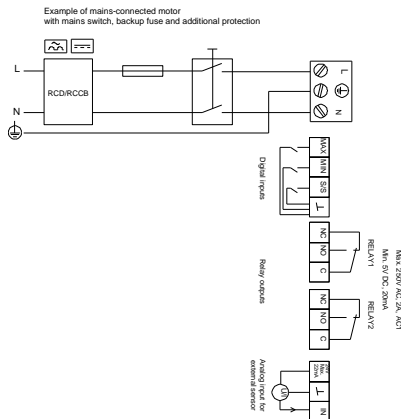 Example of mains-connected motor
with mains switch, backup fuse and additional protection
L
N
RCD/RCCB
L
N
MAX
MIN
S/S
Digital inputs
NC
NO
C
RELAY1
Max. 250V AC, 2A, AC1
Min. 5V DC, 20mA
Relay outputs
NC
NO
C
RELAY2
Max.
22mA
IN
U/I
Analog input for
external sensor